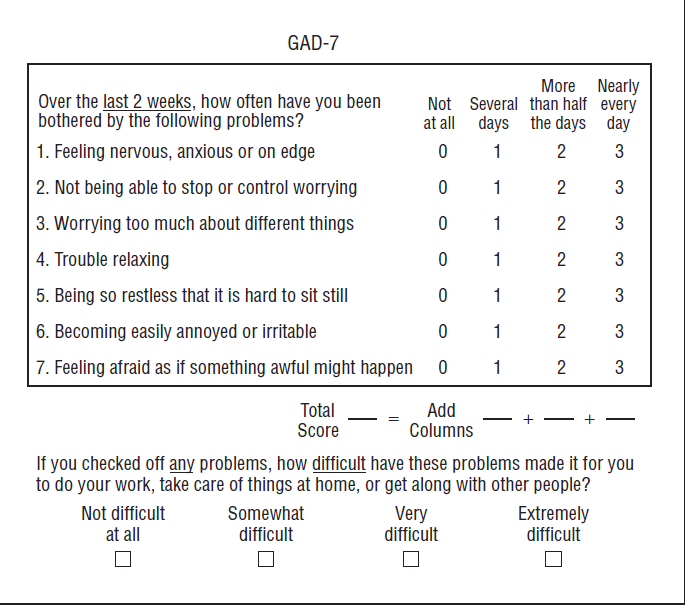 GAD-7
Over the last 2 weeks, how often have you been bothered by the following problems?
Not at all
Several days
More than half the days
Nearly every day
1. Feeling nervous, anxious or on edge 0 1 2 3
2. Not being able to stop or control worrying 0 1 2 3
3. Worrying too much about different things 0 1 2 3
4. Trouble relaxing 0 1 2 3
5. Being so restless that it is hard to sit still 0 1 2 3
6. Becoming easily annoyed or irritable 0 1 2 3
7. Feeling afraid as if something awful might happen 0 1 2 3
Total Score ___ = Add Columns ___ + ___ + ___
If you checked off any problems, how difficult have these problems made it for you
to do your work, take care of things at home, or get along with other people?
Not difficult at all
Somewhat difficult
Very difficult
Extremely difficult